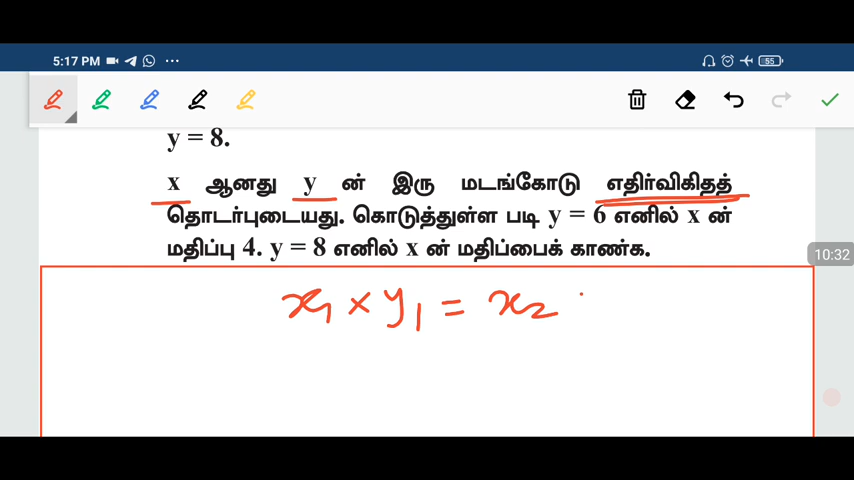 5:17 PM ...
55
y = 8.
x ஆனது y ன் இரு மடங்கோடு எதிர்விகிதத்
தொடர்புடையது. கொடுத்துள்ள படி y = 6 எனில் x ன்
மதிப்பு 4. y = 8 எனில் x ன் மதிப்பைக் காண்க.
10:32
x₁ × y₁ = x₂